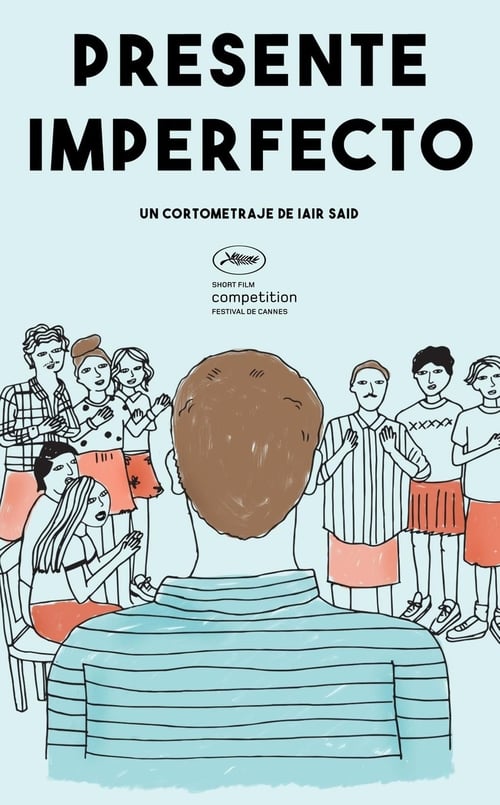 PRESENTE
IMPERFECTO
UN CORTOMETRAJE DE IAIR SAID
SHORT FILM
competition
FESTIVAL DE CANNES